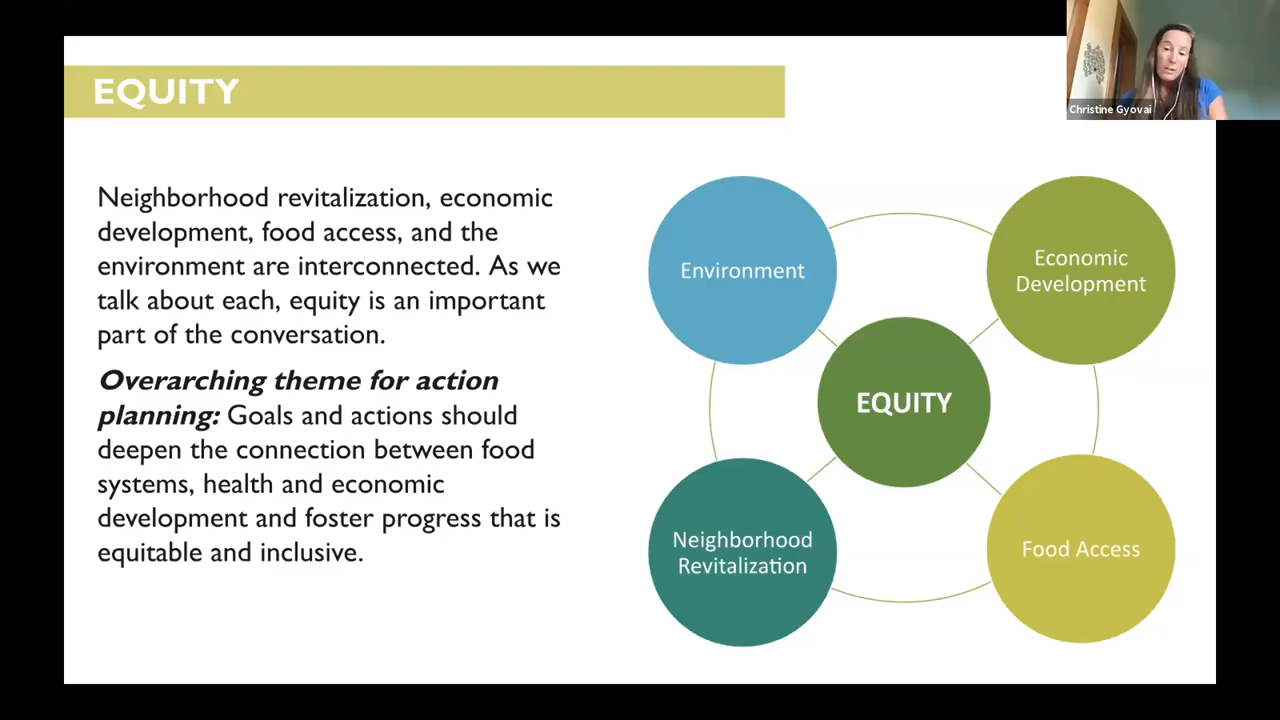 EQUITY
Christine Gyovai
Neighborhood revitalization, economic
development, food access, and the
environment are interconnected. As we
talk about each, equity is an important
part of the conversation.
Overarching theme for action
planning: Goals and actions should
deepen the connection between food
systems, health and economic
development and foster progress that is
equitable and inclusive.
Environment
Economic
Development
EQUITY
Neighborhood
Revitalization
Food Access